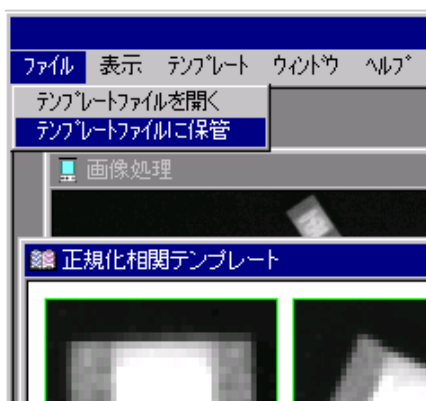 ファイル 表示 テンプレート ウィンドウ ヘルプ
テンプレートファイルを開く
テンプレートファイルに保管
画像処理
正規化相関テンプレート